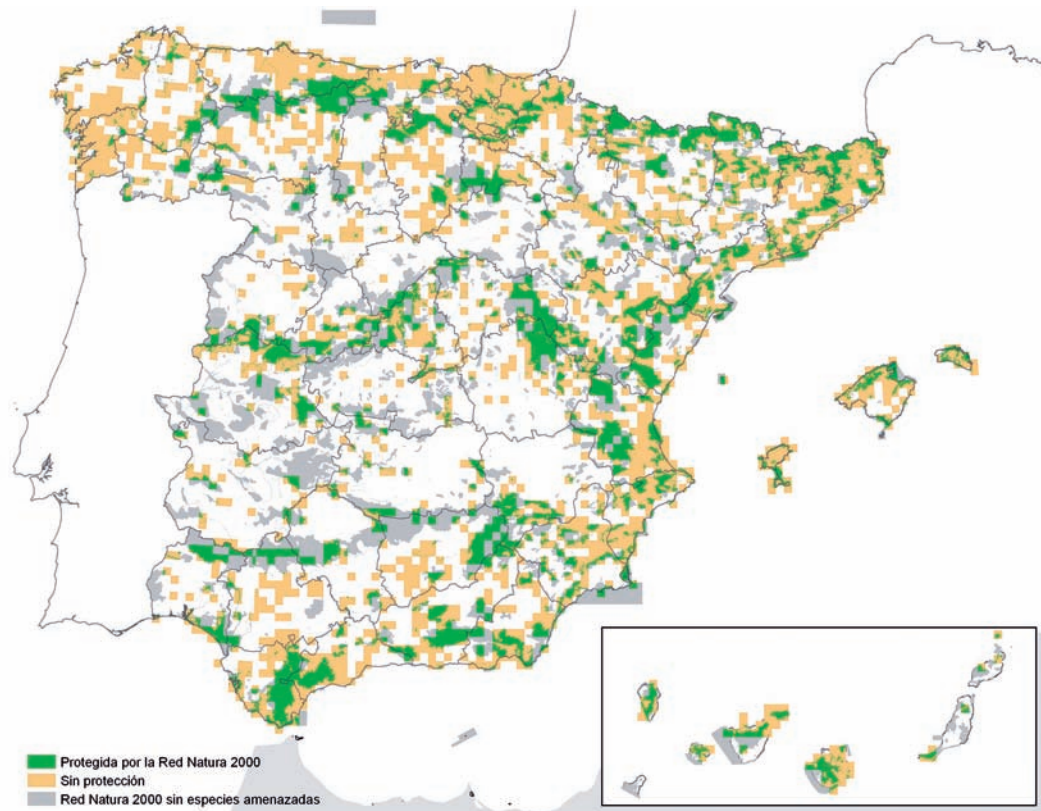 Protegida por la Red Natura 2000
Sin protección
Red Natura 2000 sin especies amenazadas